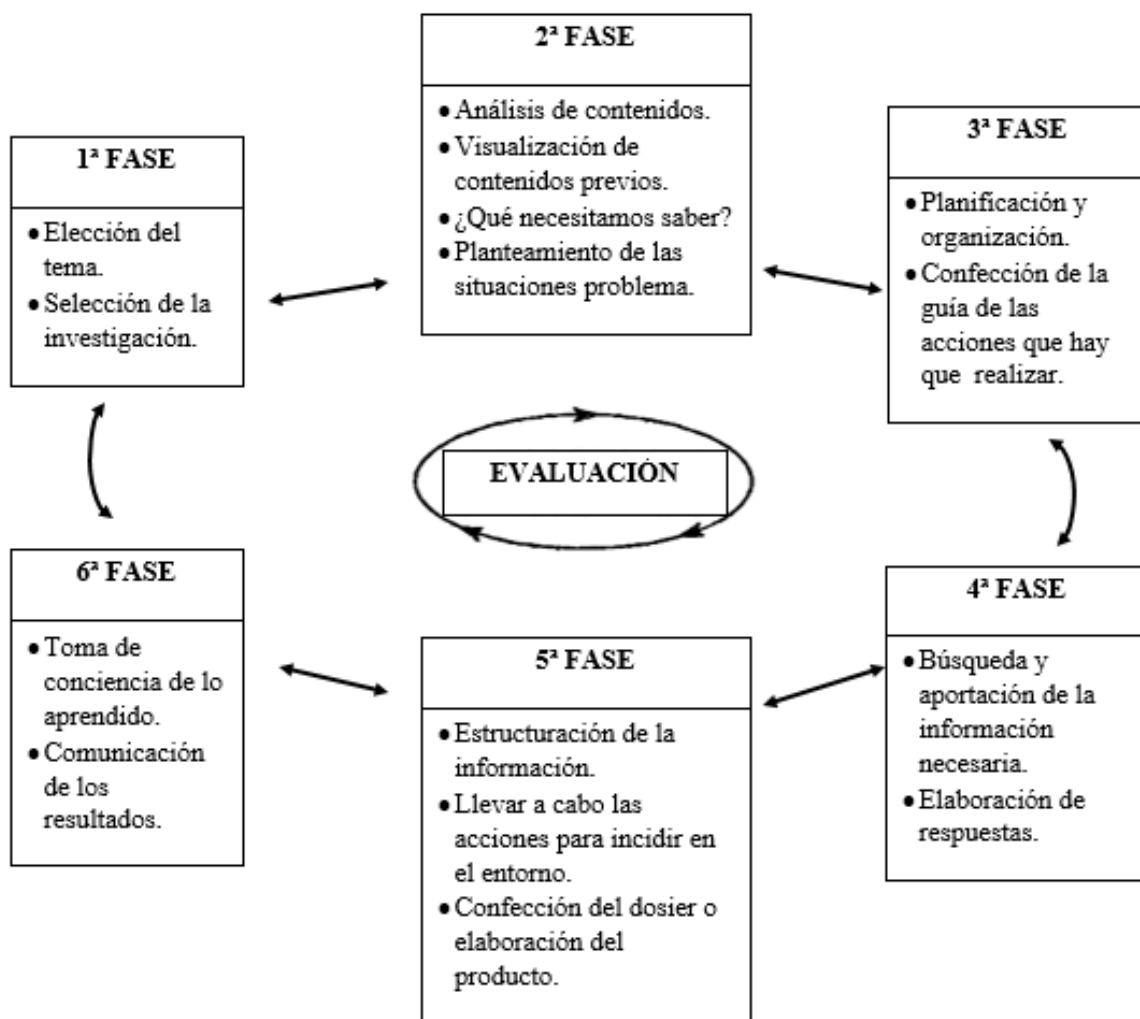 1ª FASE
• Elección del
tema.
• Selección de la
investigación.
2ª FASE
• Análisis de contenidos.
• Visualización de
contenidos previos.
• ¿Qué necesitamos saber?
• Planteamiento de las
situaciones problema.
3ª FASE
• Planificación y
organización.
• Confección de la
guía de las
acciones que hay
que realizar.
EVALUACIÓN
4ª FASE
• Búsqueda y
aportación de la
información
necesaria.
• Elaboración de
respuestas.
5ª FASE
• Estructuración de la
información.
• Llevar a cabo las
acciones para incidir en
el entorno.
• Confección del dosier o
elaboración del
producto.
6ª FASE
• Toma de
conciencia de lo
aprendido.
• Comunicación
de los
resultados.